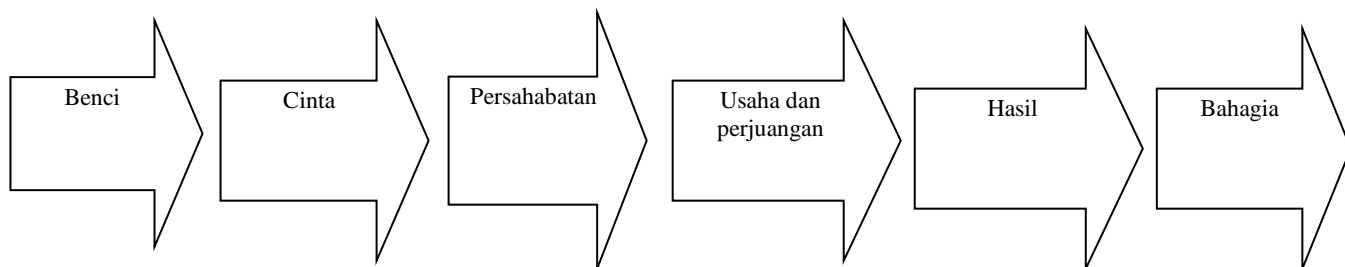 Benci
Cinta
Persahabatan
Usaha dan
perjuangan
Hasil
Bahagia